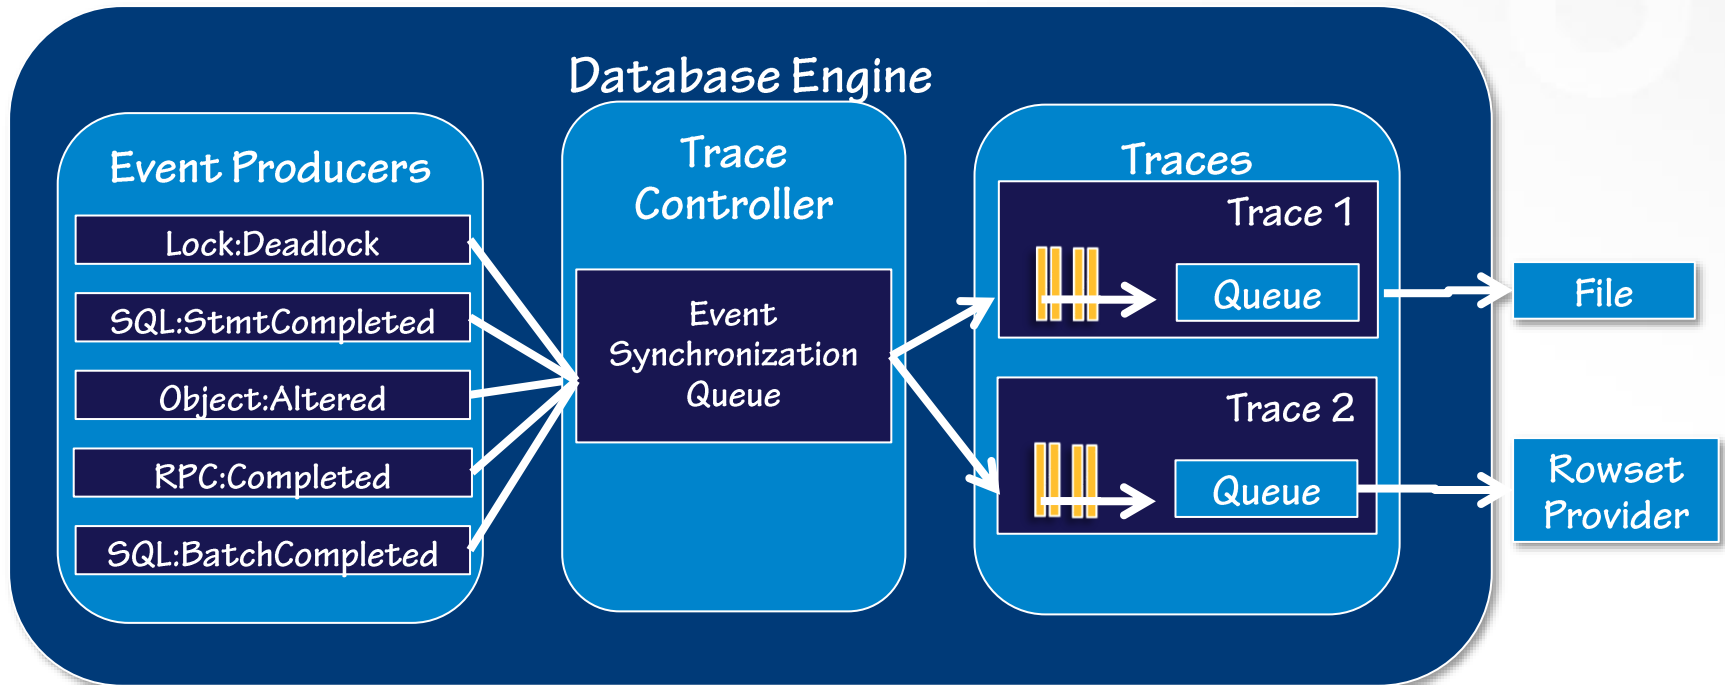 Database Engine
Event Producers
Lock:Deadlock
SQL:StmtCompleted
Object:Altered
RPC:Completed
SQL:BatchCompleted
Trace
Controller
Event
Synchronization
Queue
Traces
Trace 1
Queue
Trace 2
Queue
File
Rowset
Provider